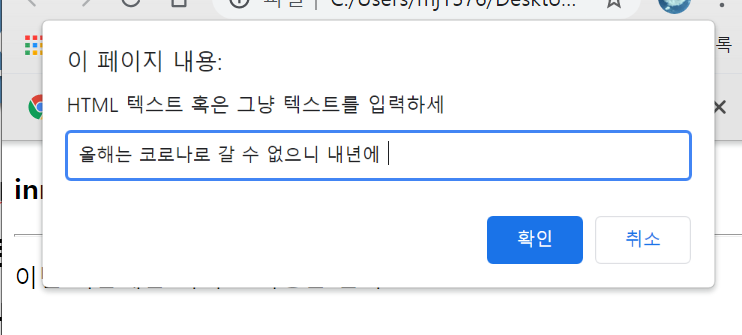 이 페이지 내용:
HTML 텍스트 혹은 그냥 텍스트를 입력하세
올해는 코로나로 갈 수 없으니 내년에
확인
취소